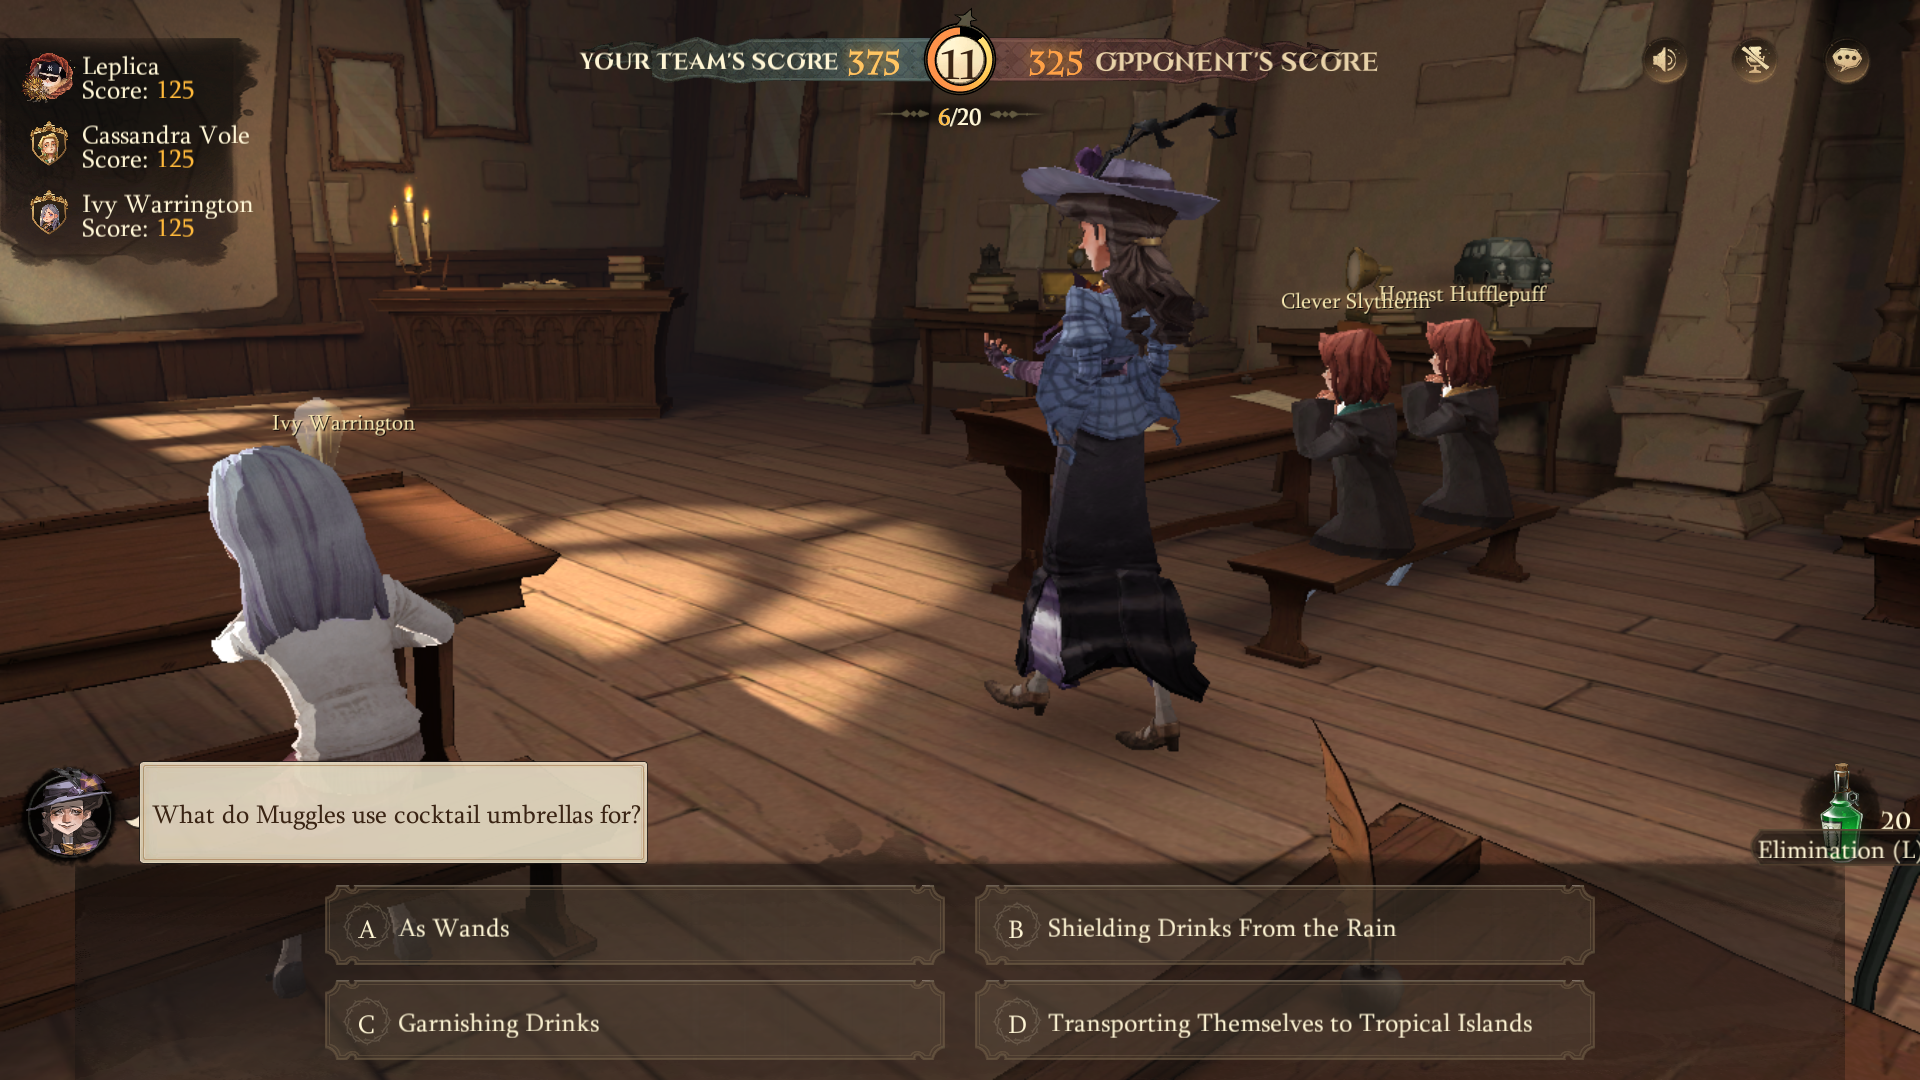 Leplica
Score: 125
Cassandra Vole
Score: 125
Ivy Warrington
Score: 125
YOUR TEAM'S SCORE 375
11
325 OPPONENT'S SCORE
6/20
Clever Slytherin
Honest Hufflepuff
Ivy Warrington
What do Muggles use cocktail umbrellas for?
20
Elimination (L)
A As Wands
B Shielding Drinks From the Rain
C Garnishing Drinks
D Transporting Themselves to Tropical Islands